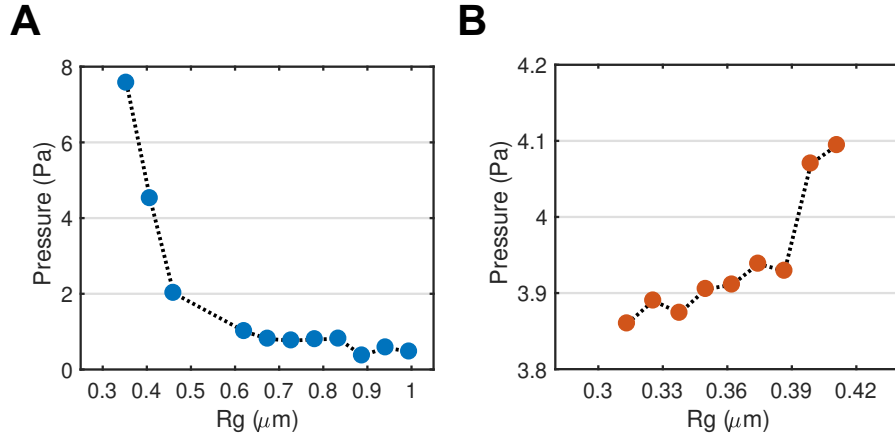 A
B
8
6
4
2
0
Pressure (Pa)
0.3 0.4 0.5 0.6 0.7 0.8 0.9 1
Rg (μm)
4.2
4.1
4
3.9
3.8
Pressure (Pa)
0.3 0.33 0.36 0.39 0.42
Rg (μm)